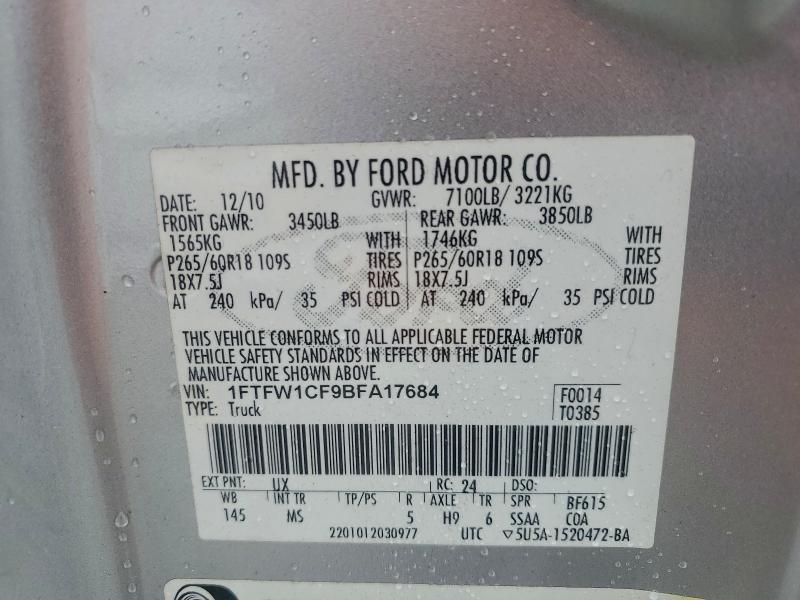 MFD. BY FORD MOTOR CO.
DATE: 12/10 GVWR: 7100LB/ 3221KG
FRONT GAWR: 3450LB REAR GAWR: 3850LB
1565KG WITH 1746KG WITH
P265/60R18 109S TIRES P265/60R18 109S TIRES
18X7.5J RIMS 18X7.5J RIMS
AT 240 kPa/ 35 PSI COLD AT 240 kPa/ 35 PSI COLD
Ford
THIS VEHICLE CONFORMS TO ALL APPLICABLE FEDERAL MOTOR
VEHICLE SAFETY STANDARDS IN EFFECT ON THE DATE OF
MANUFACTURE SHOWN ABOVE.
VIN: 1FTFW1CF9BFA17684 F0014
TYPE: Truck T0385
EXT PNT: UX RC: 24 DSO:
WB INT TR TP/PS R AXLE TR SPR BF615
145 MS 5 H9 6 SSAA COA
2201012030977 UTC ▽5U5A-1520472-BA